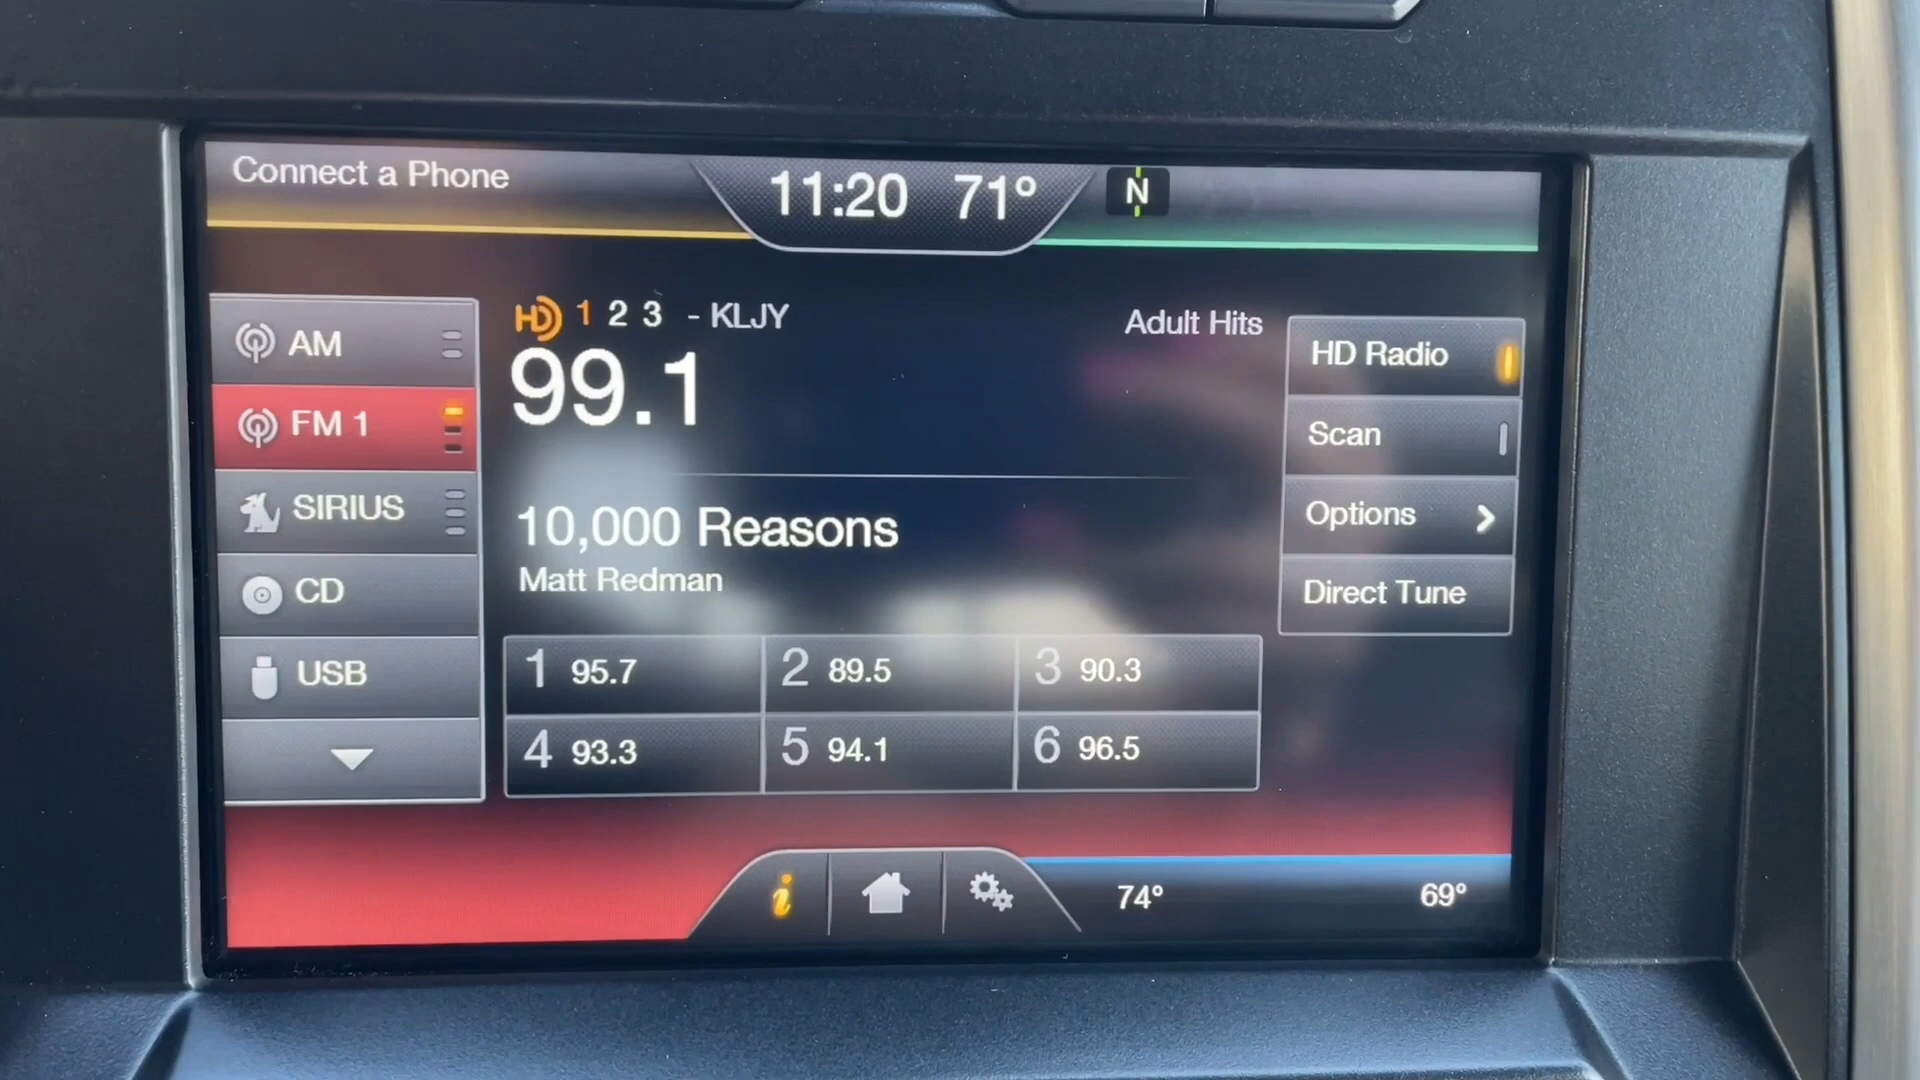 Connect a Phone
11:20 71° N
AM
FM 1
SIRIUS
CD
USB
HD 1 2 3 - KLJY
Adult Hits
99.1
10,000 Reasons
Matt Redman
1 95.7 2 89.5 3 90.3
4 93.3 5 94.1 6 96.5
HD Radio
Scan
Options
Direct Tune
i
74° 69°